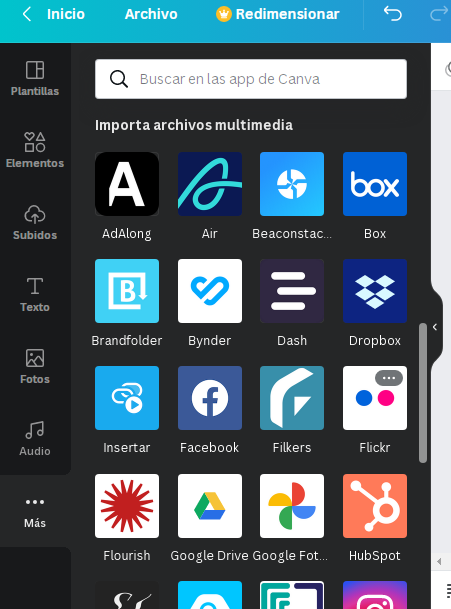 Inicio Archivo Redimensionar
Buscar en las app de Canva
Importa archivos multimedia
Plantillas
Elementos
Subidos
Texto
Fotos
Audio
Más
A box
AdAlong Air Beaconstac... Box
B
Brandfolder Bynder Dash Dropbox
Insertar Facebook Filkers Flickr
Flourish Google Drive Google Fot... HubSpot